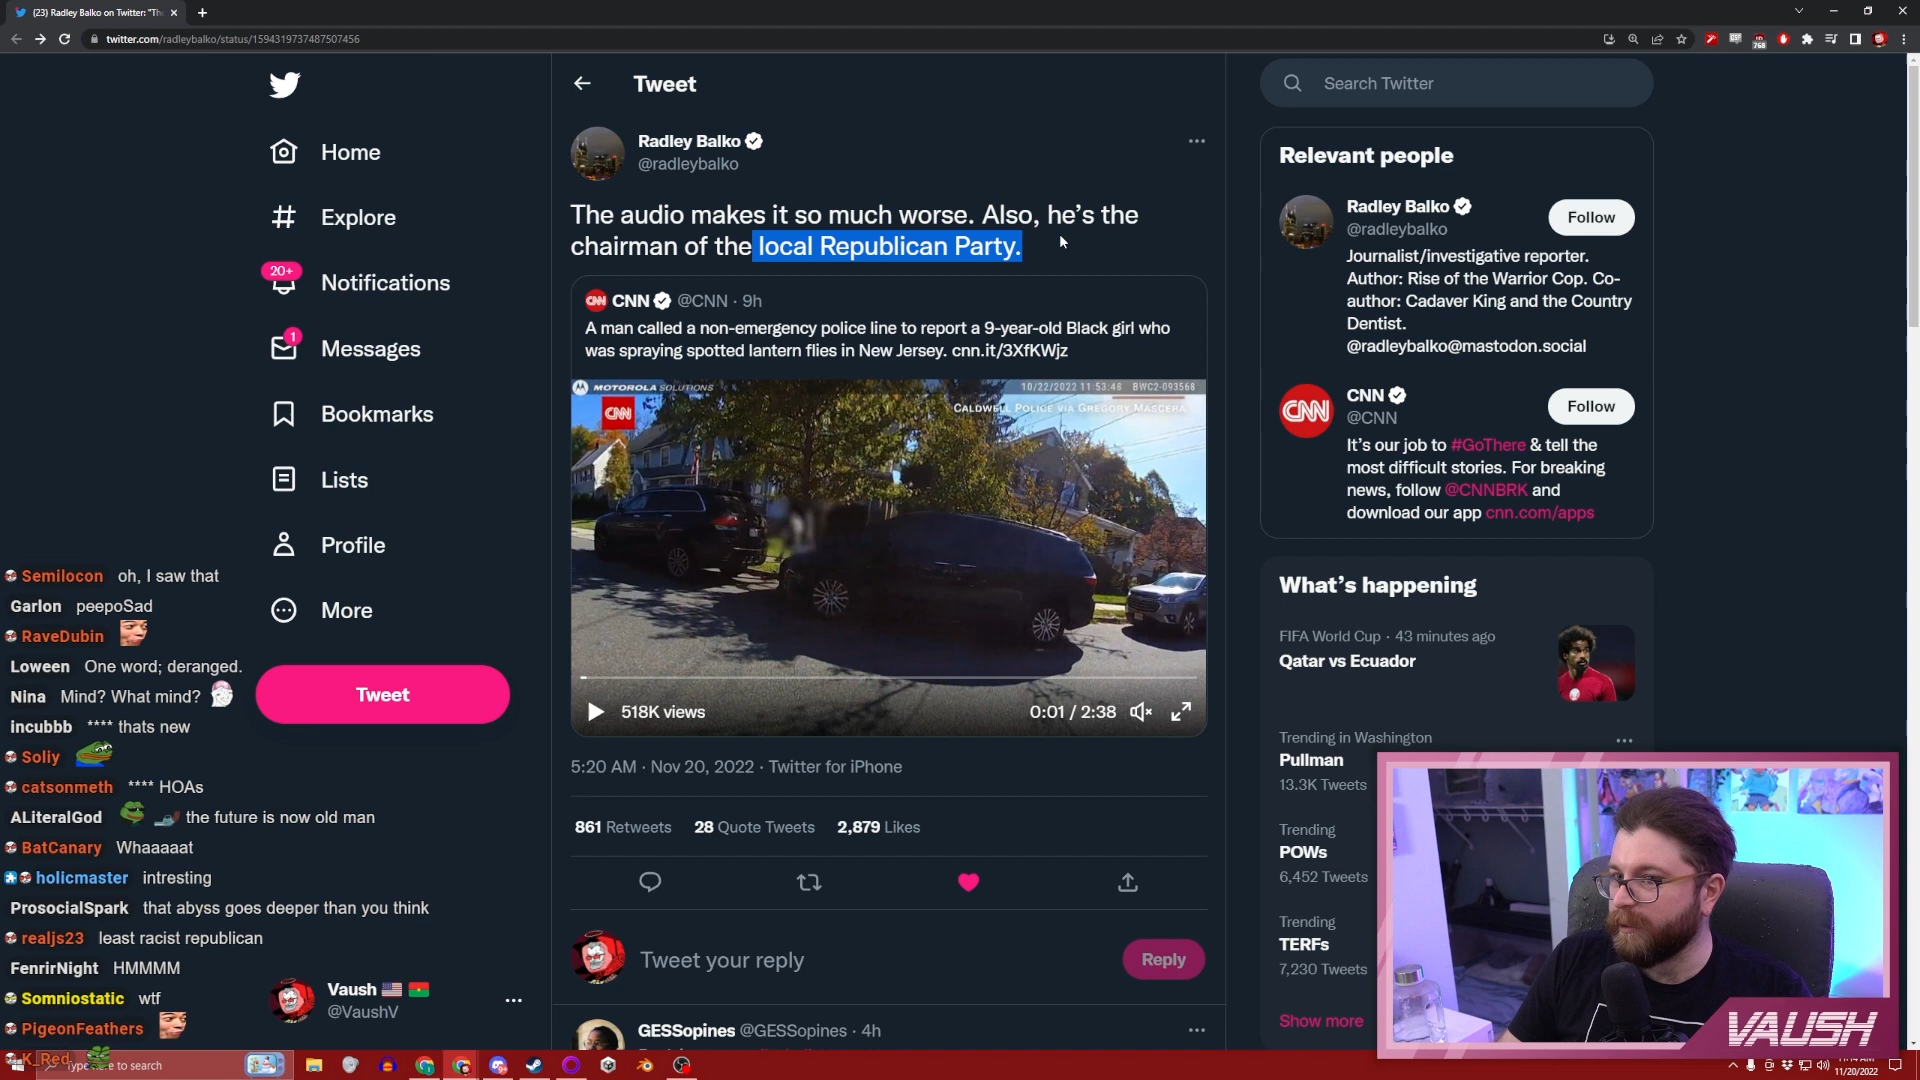 (23) Radley Balko on Twitter: "Th
twitter.com/radleybalko/status/1594319737487507456
768
Home
Explore
20+
Notifications
1
Messages
Bookmarks
Lists
Profile
More
Tweet
Vaush
@VaushV
Semilocon oh, I saw that
Garlon peepoSad
RaveDubin
Loween One word; deranged.
Nina Mind? What mind?
incubbb **** thats new
Soliy
catsonmeth **** HOAs
ALiteralGod the future is now old man
BatCanary Whaaaaat
holicmaster intresting
ProsocialSpark that abyss goes deeper than you think
realjs23 least racist republican
FenrirNight HMMMM
Somniostatic wtf
PigeonFeathers
K_Red
Tweet
Radley Balko
@radleybalko
The audio makes it so much worse. Also, he's the
chairman of the local Republican Party.
CNN CNN @CNN · 9h
A man called a non-emergency police line to report a 9-year-old Black girl who
was spraying spotted lantern flies in New Jersey. cnn.it/3XfKWjz
MOTOROLA SOLUTIONS
10/22/2022 11:53:48 BWC2-093568
CNN
CALDWELL POLICE VIA GREGORY MASCERA
518K views
0:01 / 2:38
5:20 AM · Nov 20, 2022 · Twitter for iPhone
861 Retweets 28 Quote Tweets 2,879 Likes
Tweet your reply
Reply
GESSopines @GESSopines · 4h
Search Twitter
Relevant people
Radley Balko
@radleybalko
Follow
Journalist/investigative reporter.
Author: Rise of the Warrior Cop. Co-
author: Cadaver King and the Country
Dentist.
@radleybalko@mastodon.social
CNN
CNN
@CNN
Follow
It's our job to #GoThere & tell the
most difficult stories. For breaking
news, follow @CNNBRK and
download our app cnn.com/apps
What's happening
FIFA World Cup · 43 minutes ago
Qatar vs Ecuador
Trending in Washington
Pullman
13.3K Tweets
Trending
POWs
6,452 Tweets
Trending
TERFs
7,230 Tweets
Show more
VAUSH
to search
11/20/2022